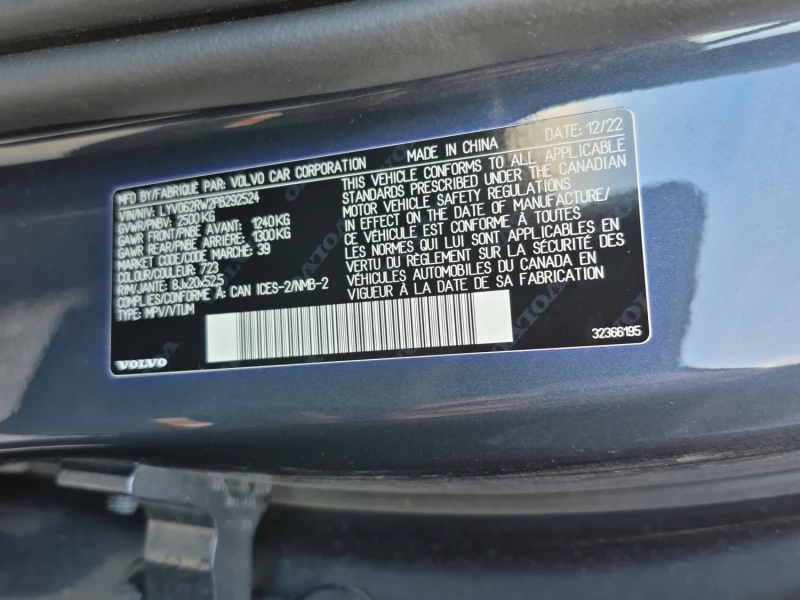 MFD BY/FABRIQUÉ PAR: VOLVO CAR CORPORATION
VIN/NIV: LYV062RW2PB292524
GVWR/PNBV: 2500 KG
GAWR FRONT/PNBE AVANT: 1240 KG
GAWR REAR/PNBE ARRIÈRE: 1300 KG
MARKET CODE/CODE MARCHÉ: 39
COLOUR/COULEUR: 723
RIM/JANTE: 8Jx20x52,5
COMPLIES/CONFORME À: CAN ICES-2/NMB-2
TYPE: MPV/VTUM
MADE IN CHINA
DATE: 12/22
THIS VEHICLE CONFORMS TO ALL APPLICABLE
STANDARDS PRESCRIBED UNDER THE CANADIAN
MOTOR VEHICLE SAFETY REGULATIONS
IN EFFECT ON THE DATE OF MANUFACTURE/
CE VÉHICULE EST CONFORME À TOUTES
LES NORMES QUI LUI SONT APPLICABLES EN
VERTU DU RÈGLEMENT SUR LA SÉCURITÉ DES
VÉHICULES AUTOMOBILES DU CANADA EN
VIGUEUR À LA DATE DE SA FABRICATION
VOLVO
32366195